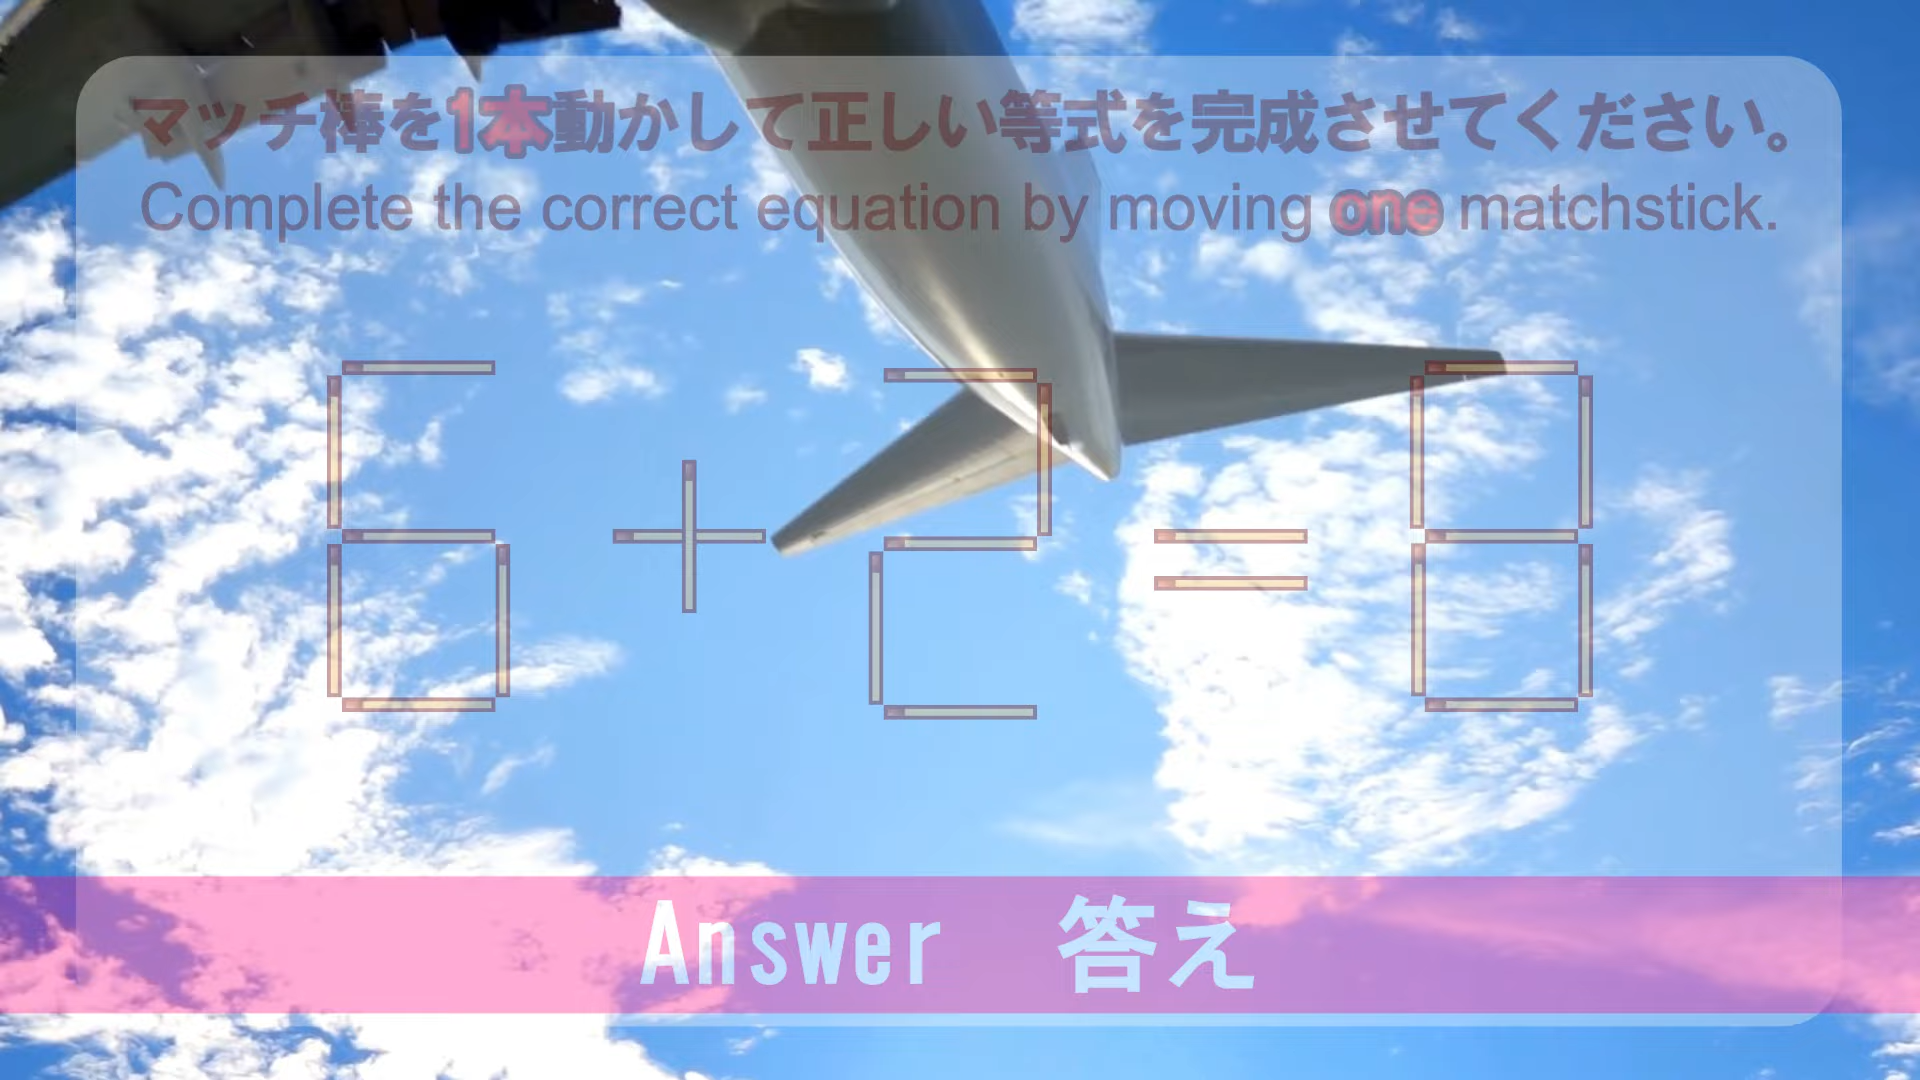 マッチ棒を1本動かして正しい等式を完成させてください。
Complete the correct equation by moving one matchstick.
6+2=8
Answer 答え